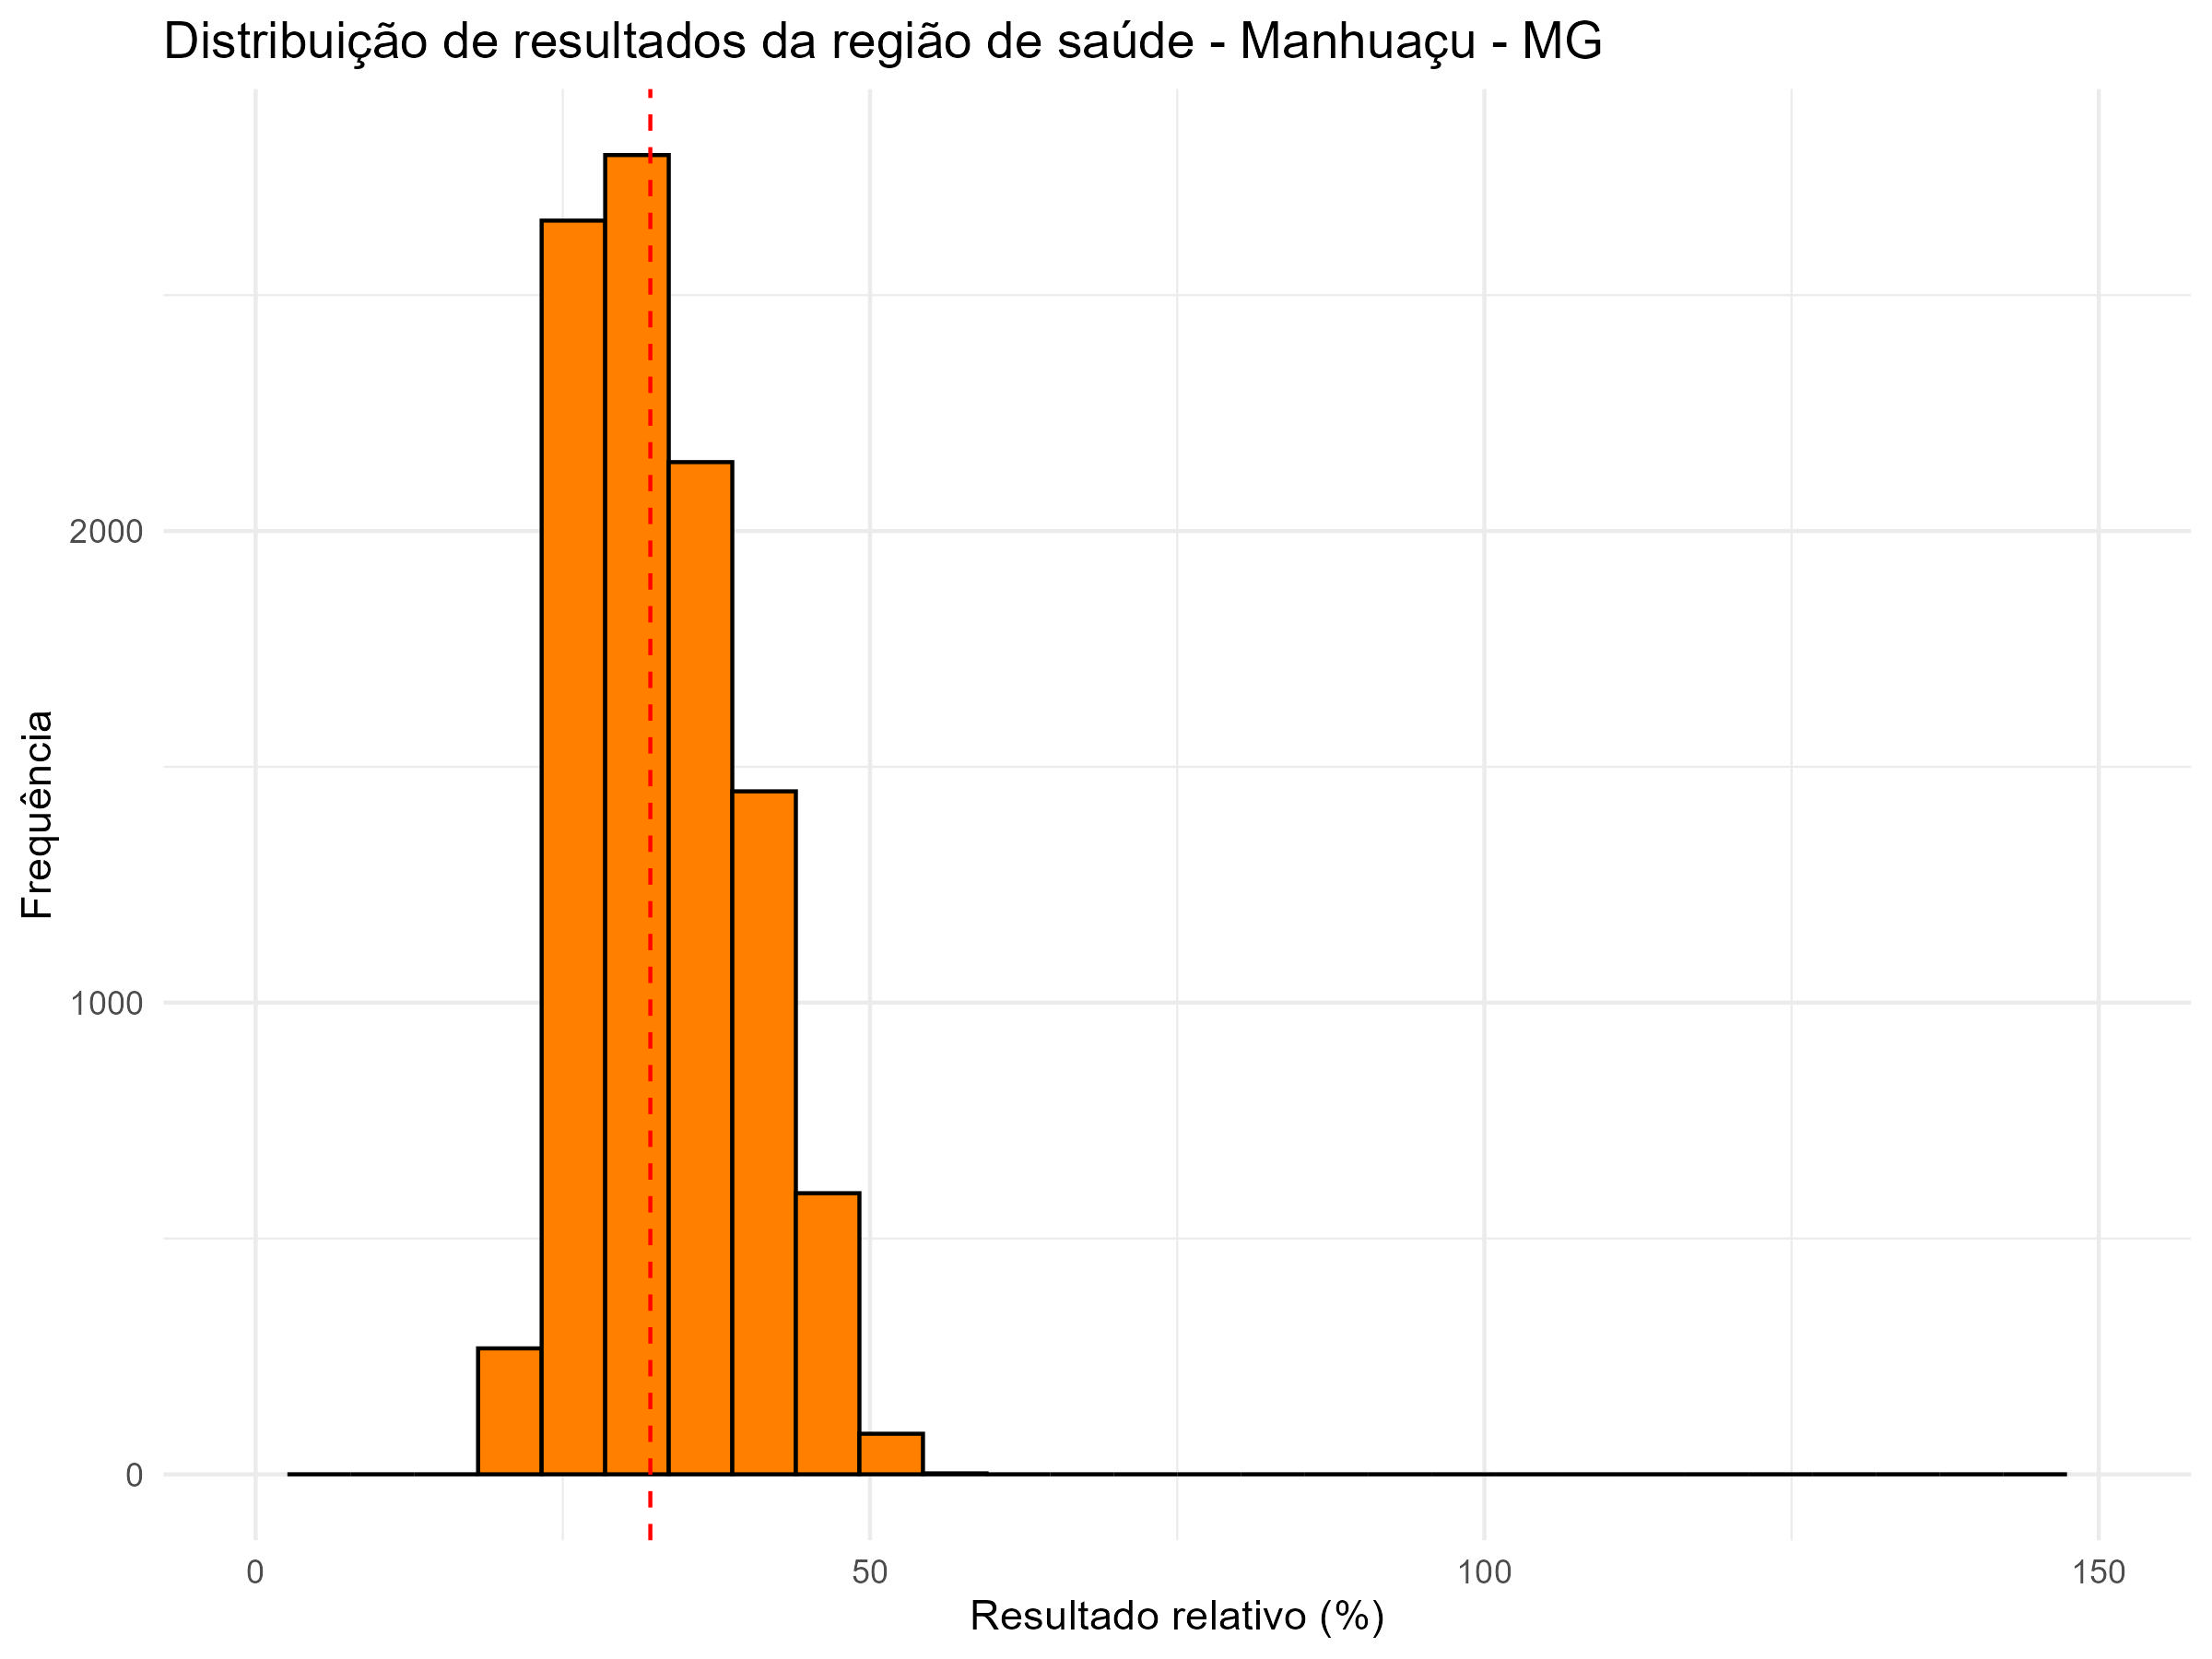 Distribuição de resultados da região de saúde - Manhuaçu - MG
Frequência
2000
1000
0
0 50 100 150
Resultado relativo (%)